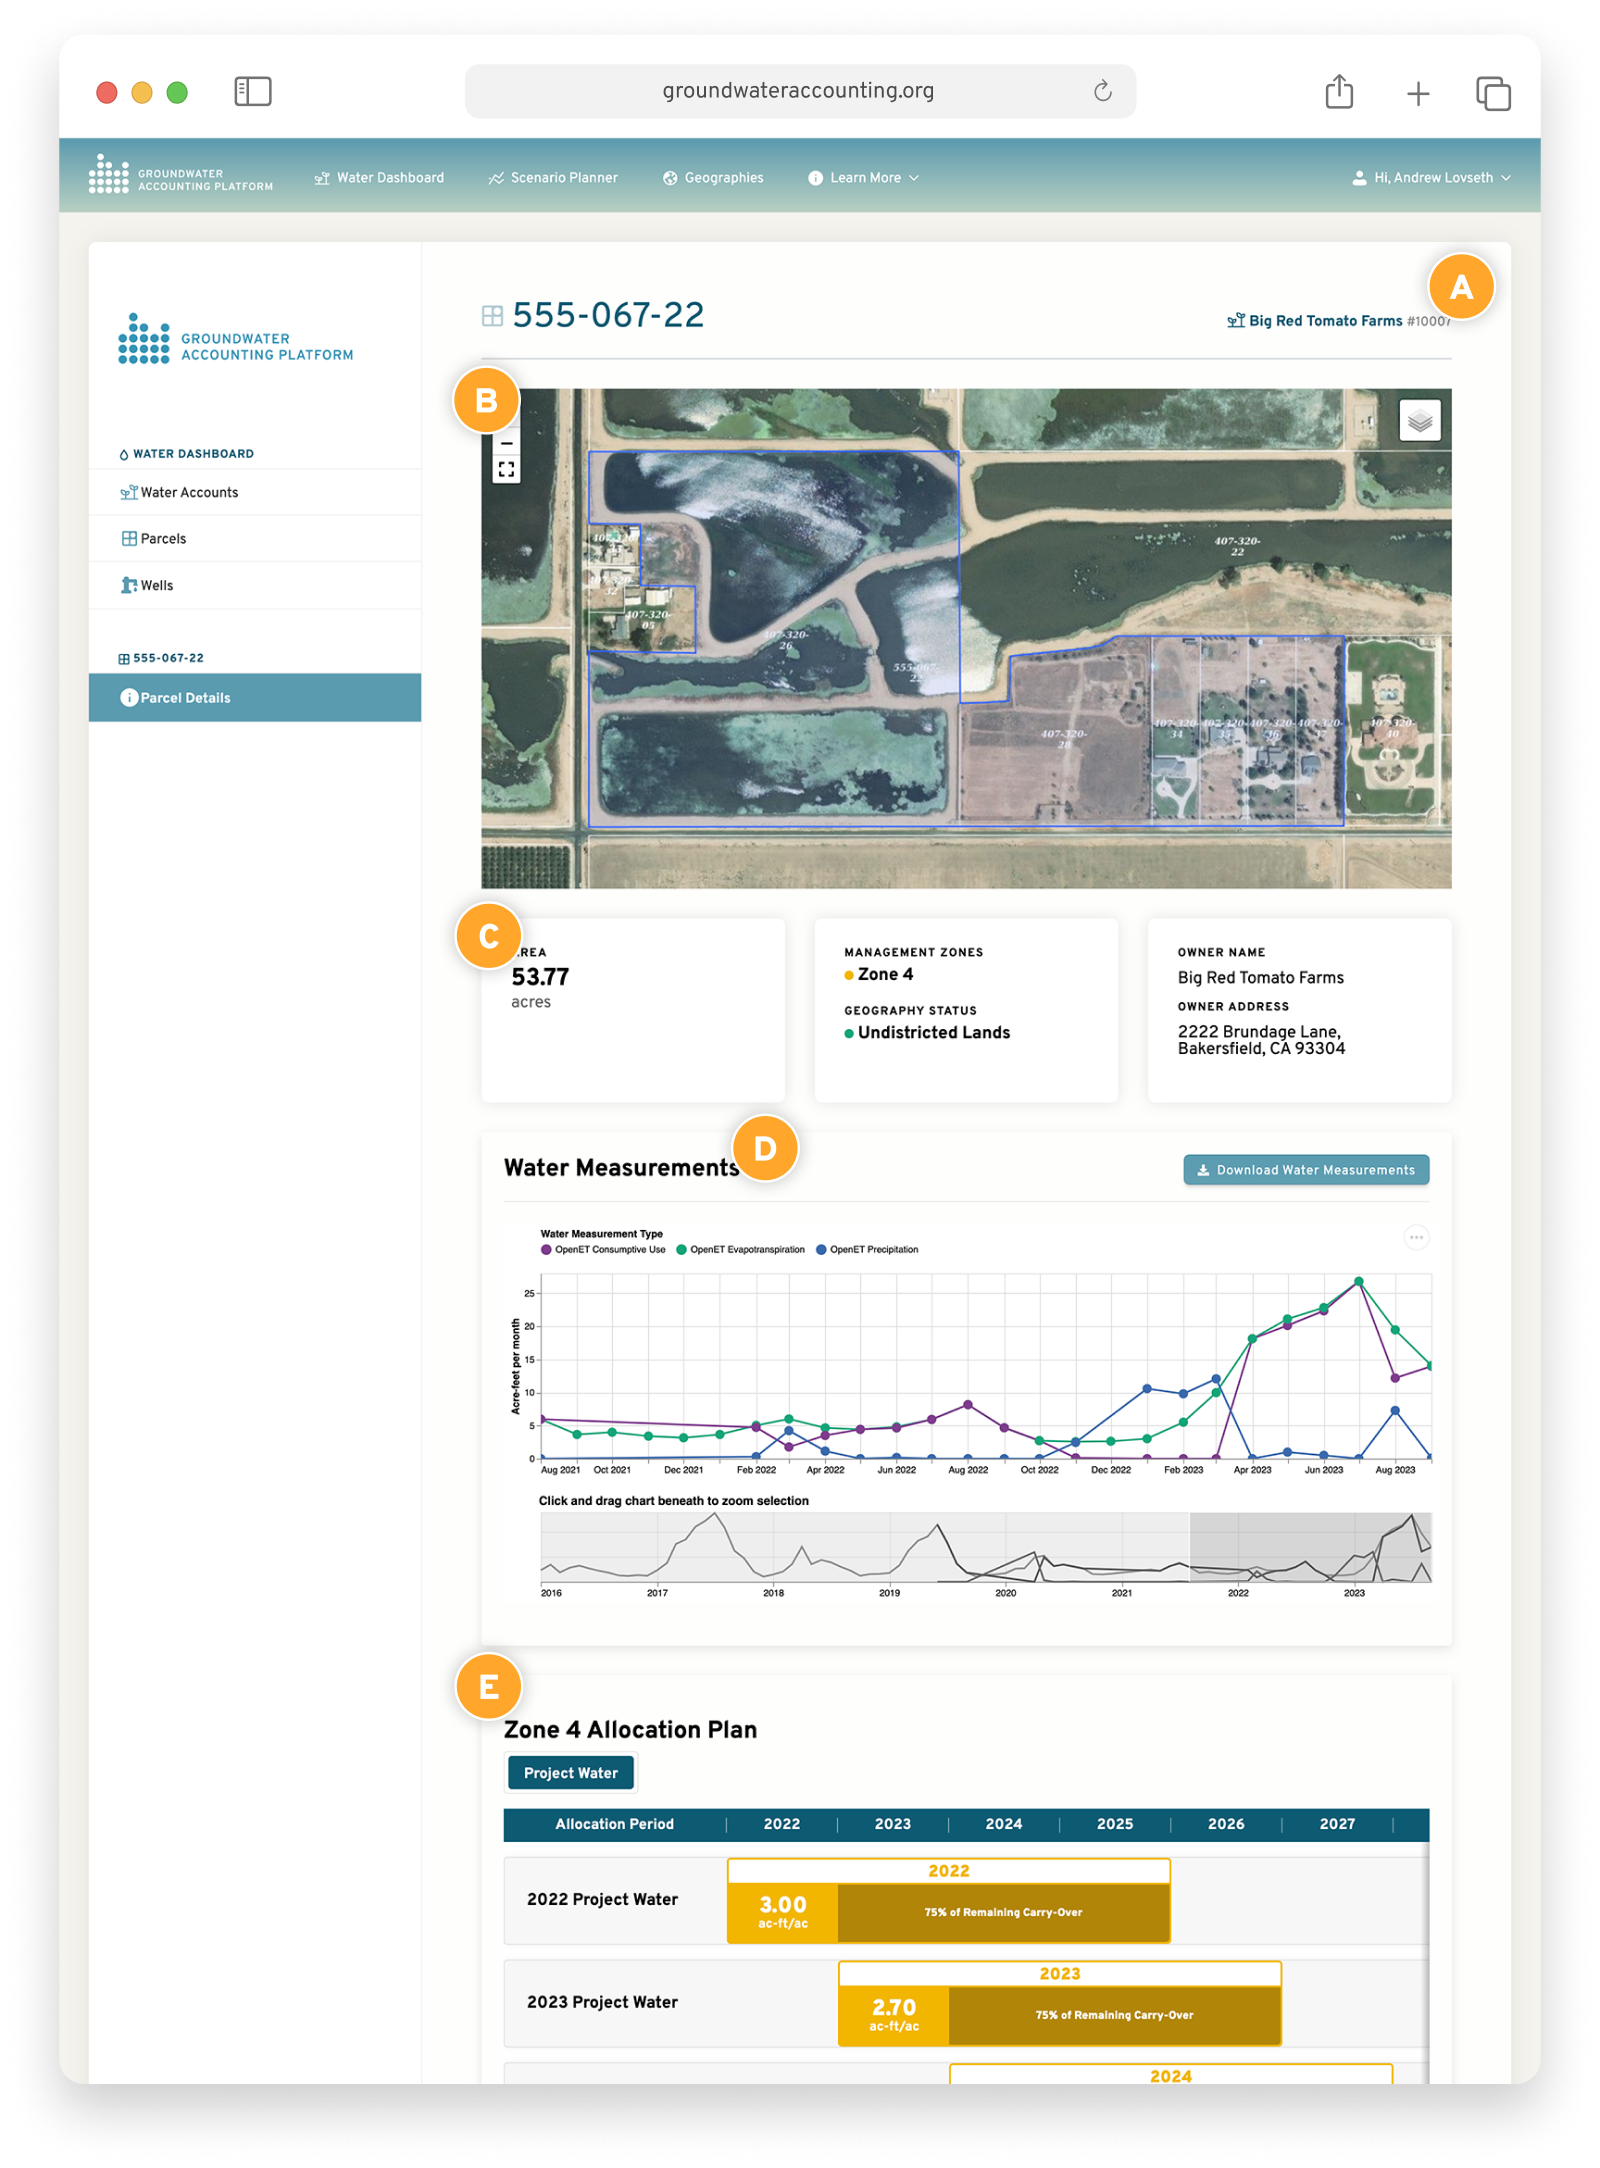 groundwateraccounting.org
GROUNDWATER
ACCOUNTING PLATFORM
Water Dashboard
Scenario Planner
Geographies
Learn More
Hi, Andrew Lovseth
GROUNDWATER
ACCOUNTING PLATFORM
WATER DASHBOARD
Water Accounts
Parcels
Wells
555-067-22
Parcel Details
A
555-067-22
Big Red Tomato Farms #10007
B
407-320-
22
407-320-
32
407-320-
05
407-320-
26
555-067-
22
407-320-
28
407-320-
34
407-320-
35
407-320-
36
407-320-
37
407-320-
40
C
AREA
53.77
acres
MANAGEMENT ZONES
Zone 4
GEOGRAPHY STATUS
Undistricted Lands
OWNER NAME
Big Red Tomato Farms
OWNER ADDRESS
2222 Brundage Lane,
Bakersfield, CA 93304
D
Water Measurements
Download Water Measurements
Water Measurement Type
OpenET Consumptive Use
OpenET Evapotranspiration
OpenET Precipitation
Acre-feet per month
25
20
15
10
5
0
Aug 2021 Oct 2021 Dec 2021 Feb 2022 Apr 2022 Jun 2022 Aug 2022 Oct 2022 Dec 2022 Feb 2023 Apr 2023 Jun 2023 Aug 2023
Click and drag chart beneath to zoom selection
2016 2017 2018 2019 2020 2021 2022 2023
E
Zone 4 Allocation Plan
Project Water
Allocation Period 2022 2023 2024 2025 2026 2027
2022
2022 Project Water
3.00
ac-ft/ac
75% of Remaining Carry-Over
2023
2023 Project Water
2.70
ac-ft/ac
75% of Remaining Carry-Over
2024